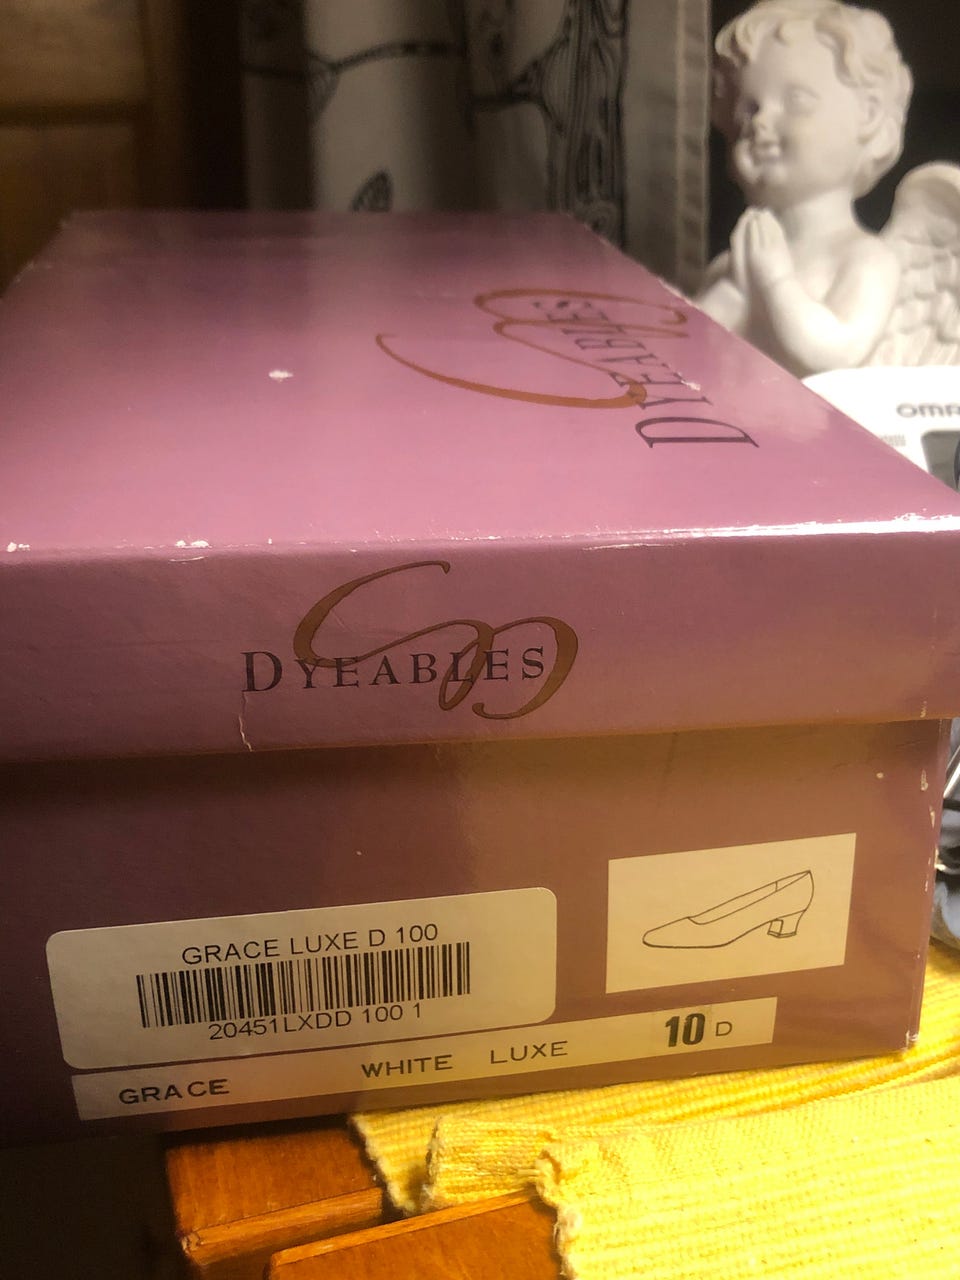 DYEABLES
OMR
DYEABLES
GRACE LUXE D 100
20451LXDD 100 1
GRACE WHITE LUXE 10 D